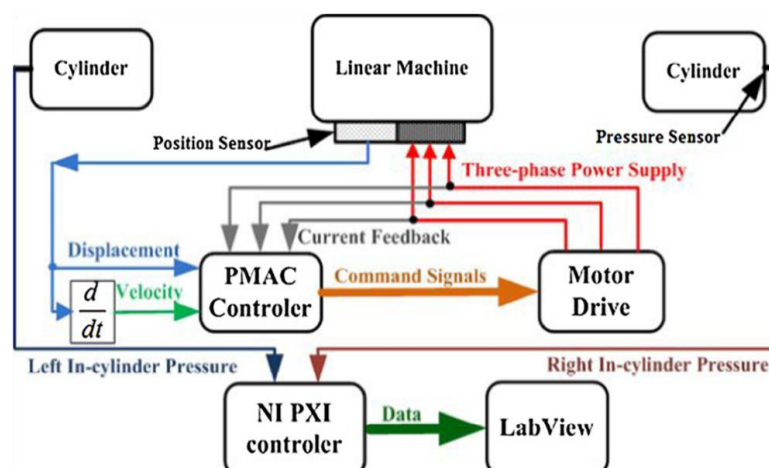 Cylinder
Linear Machine
Cylinder
Position Sensor
Pressure Sensor
Three-phase Power Supply
Current Feedback
Displacement
PMAC
Controler
Command Signals
Motor
Drive
d
dt
Velocity
Left In-cylinder Pressure
Right In-cylinder Pressure
NI PXI
controler
Data
LabView